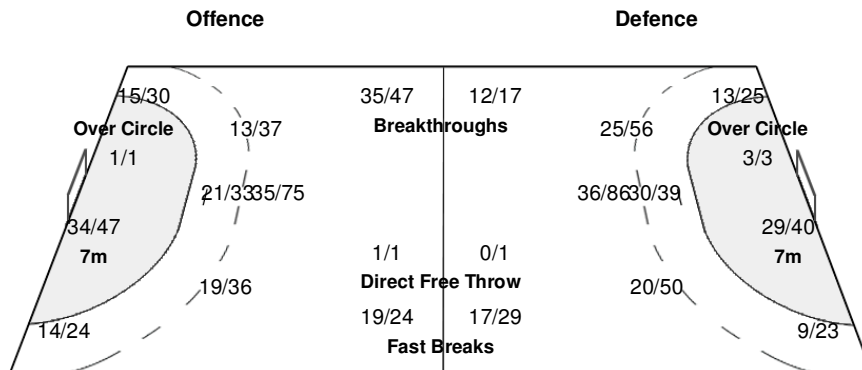 Offence Defence
15/30 35/47 12/17 13/25
Over Circle 13/37 Breakthroughs 25/56 Over Circle
1/1 3/3
21/33 35/75 36/86 30/39
34/47 29/40
7m 1/1 0/1 7m
Direct Free Throw
19/36 20/50
19/24 17/29
14/24 9/23
Fast Breaks